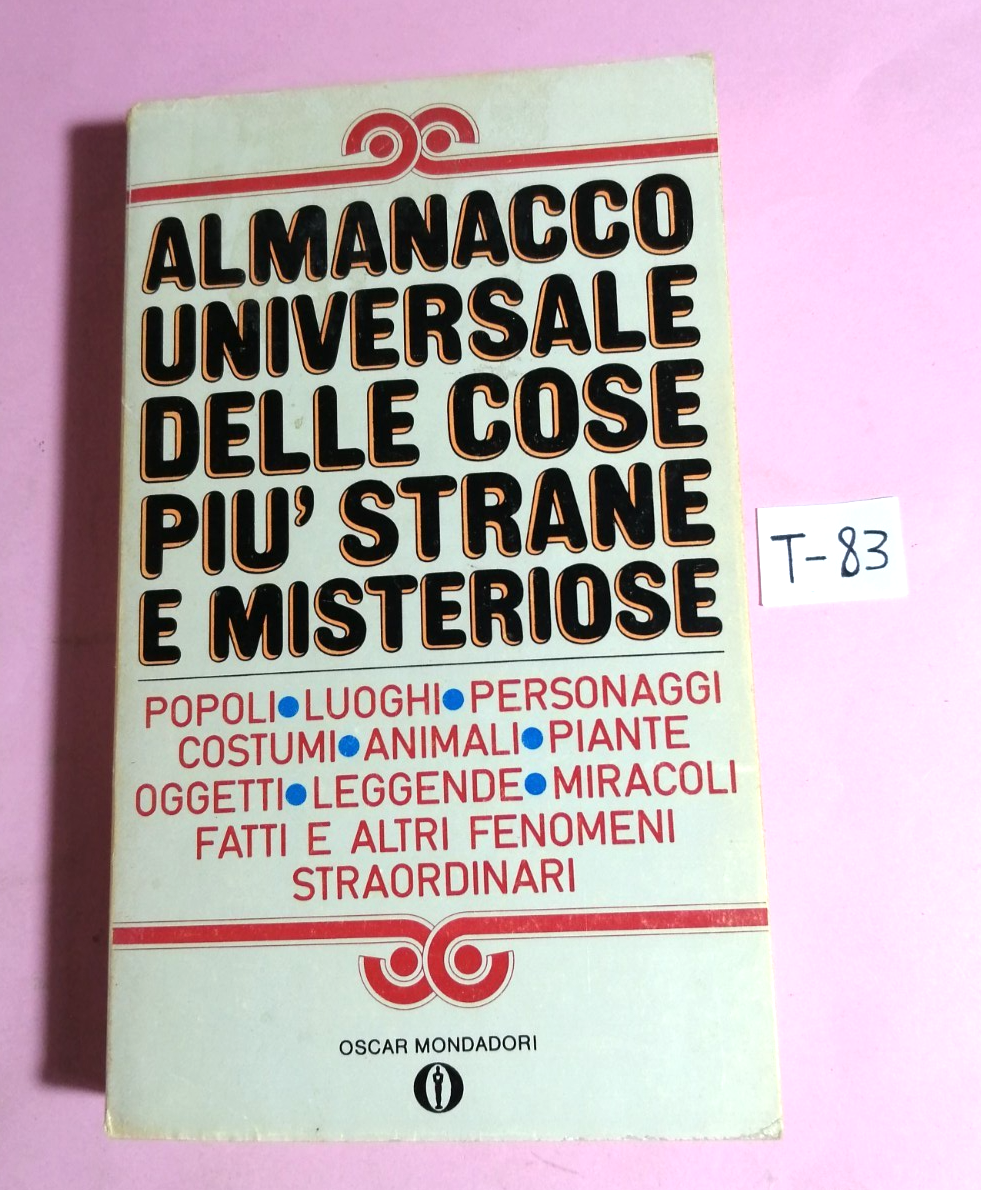 ALMANACCO
UNIVERSALE
DELLE COSE
PIU' STRANE
E MISTERIOSE
POPOLI●LUOGHI●PERSONAGGI
COSTUMI●ANIMALI●PIANTE
OGGETTI●LEGGENDE●MIRACOLI
FATTI E ALTRI FENOMENI
STRAORDINARI
OSCAR MONDADORI
T-83